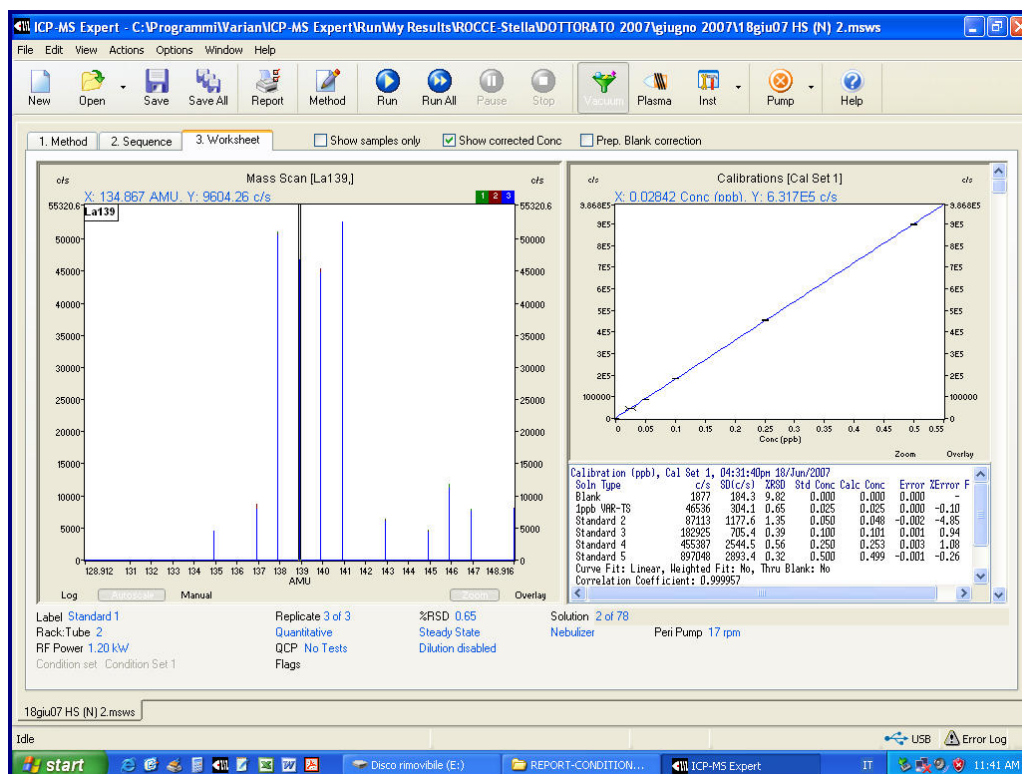 ICP-MS Expert - C:\Programmi\Varian\ICP-MS Expert\Run\My Results\ROCCE-Stella\DOTTORATO 2007\giugno 2007\18giu07 HS (N) 2.msws
File Edit View Actions Options Window Help
New Open Save Save All Report Method Run Run All Pause Stop Vacuum Plasma Inst Pump Help
1. Method 2. Sequence 3. Worksheet Show samples only Show corrected Conc Prep. Blank correction
c/s Mass Scan [La139,] c/s
X: 134.867 AMU, Y: 9604.26 c/s 1 2 3
55320.6 55320.6
La139
50000 50000
45000 45000
40000 40000
35000 35000
30000 30000
25000 25000
20000 20000
15000 15000
10000 10000
5000 5000
0 0
128.912 131 132 133 134 135 136 137 138 139 140 141 142 143 144 145 146 147 148.916
AMU
Log Autoscale Manual Zoom Overlay
c/s Calibrations [Cal Set 1] c/s
X: 0.02842 Conc (ppb), Y: 6.317E5 c/s
9.868E5 9.868E5
9E5 9E5
8E5 8E5
7E5 7E5
6E5 6E5
5E5 5E5
4E5 4E5
3E5 3E5
2E5 2E5
100000 100000
0 0
0 0.05 0.1 0.15 0.2 0.25 0.3 0.35 0.4 0.45 0.5 0.55
Conc (ppb)
Zoom Overlay
Calibration (ppb), Cal Set 1, 04:31:40pm 18/Jun/2007
Soln Type c/s SD(c/s) %RSD Std Conc Calc Conc Error %Error F
Blank 1877 184.3 9.82 0.000 0.000 0.000 -
1ppb VAR-TS 46536 304.1 0.65 0.025 0.025 0.000 -0.10
Standard 2 87113 1177.6 1.35 0.050 0.048 -0.002 -4.85
Standard 3 182925 705.4 0.39 0.100 0.101 0.001 0.94
Standard 4 455387 2544.5 0.56 0.250 0.253 0.003 1.08
Standard 5 897048 2893.4 0.32 0.500 0.499 -0.001 -0.26
Curve Fit: Linear, Weighted Fit: No, Thru Blank: No
Correlation Coefficient: 0.999957
Label Standard 1 Replicate 3 of 3 %RSD 0.65 Solution 2 of 78
Rack:Tube 2 Quantitative Steady State Nebulizer Peri Pump 17 rpm
RF Power 1.20 kW QCP No Tests Dilution disabled
Condition set Condition Set 1 Flags
18giu07 HS (N) 2.msws
Idle USB Error Log
start Disco rimovibile (E:) REPORT-CONDITION... ICP-MS Expert IT 11:41 AM